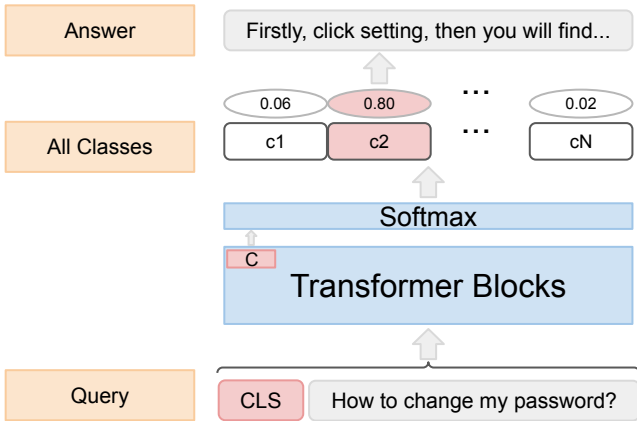 Answer
Firstly, click setting, then you will find...
0.06
0.80
...
0.02
All Classes
c1
c2
...
cN
Softmax
C
Transformer Blocks
Query
CLS
How to change my password?